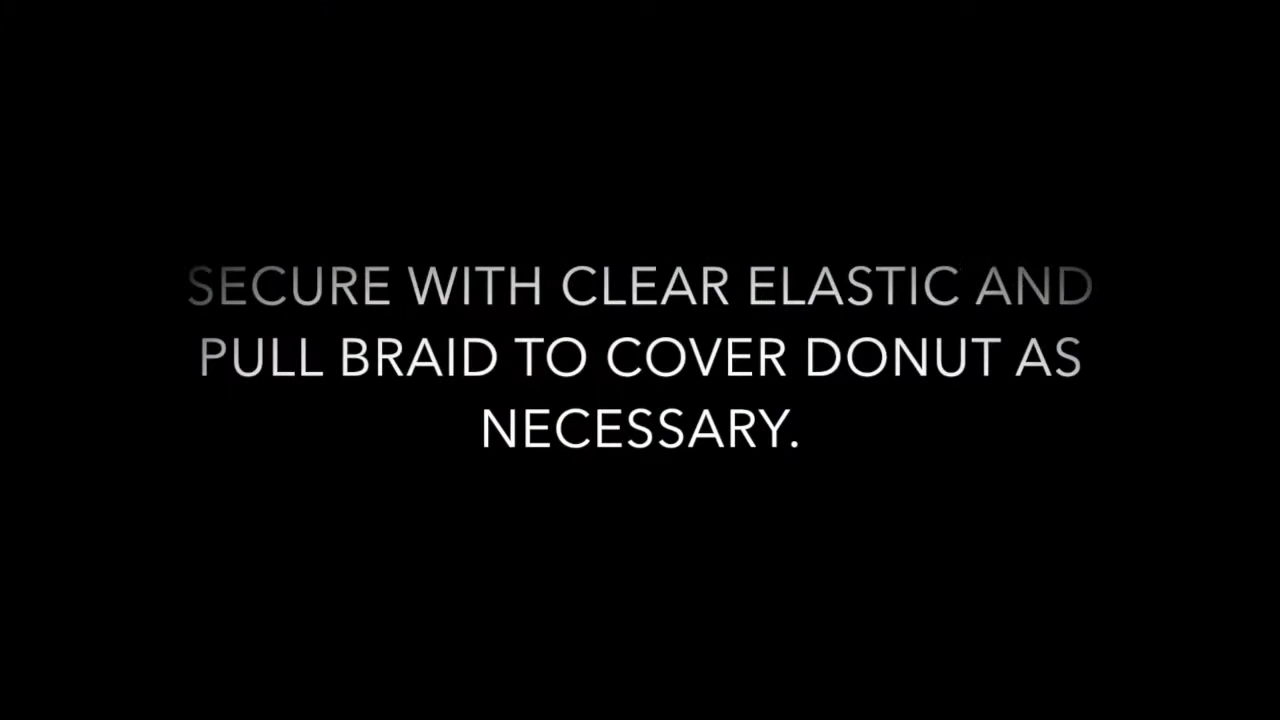 SECURE WITH CLEAR ELASTIC AND
PULL BRAID TO COVER DONUT AS
NECESSARY.